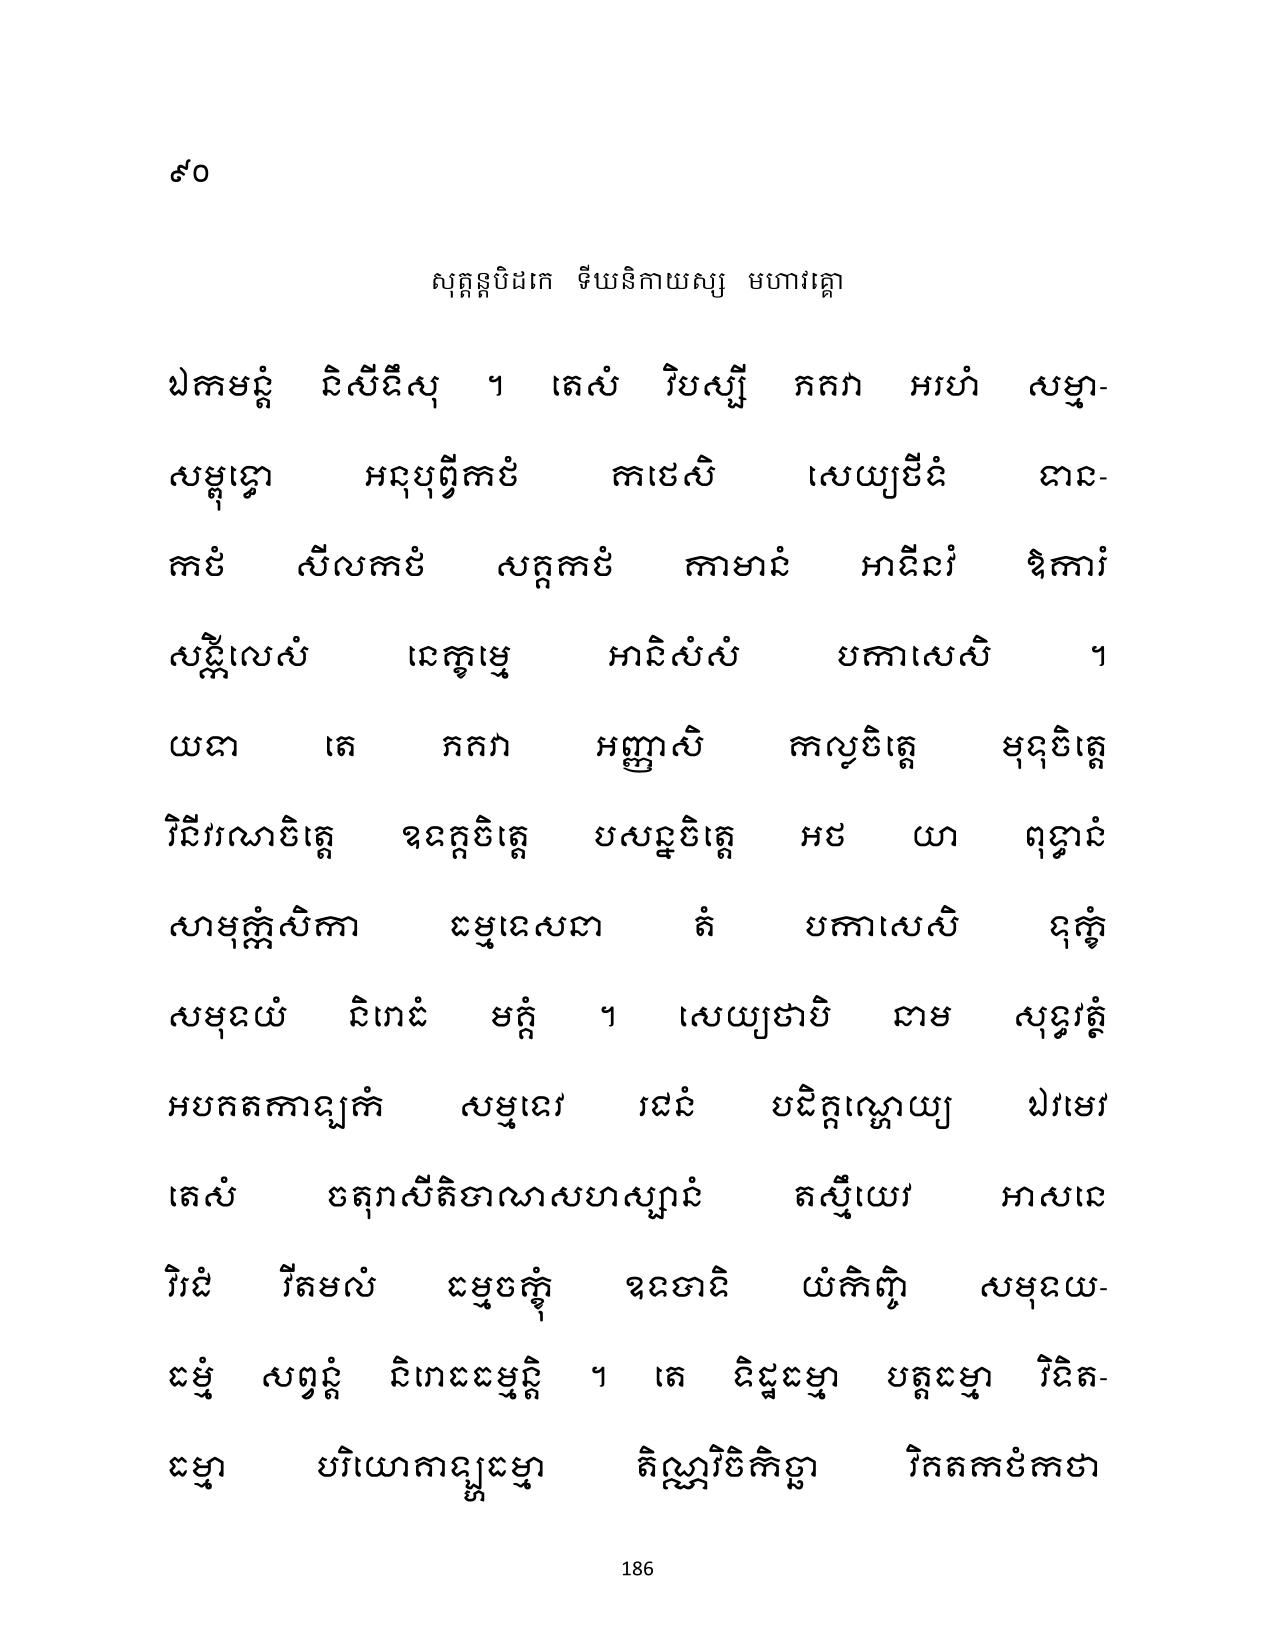 ៩០
សុត្តន្តបិដកេ ទីឃនិកាយស្ស មហាវគ្គោ
ឯកមន្តំ និសីទឹសុ ។ តេសំ វិបស្សី ភគវា អរហំ សម្មា-
សម្ពុទ្ធោ អនុបុព្វីកថំ កថេសិ សេយ្យថីទំ ទាន-
កថំ សីលកថំ សគ្គកថំ កាមានំ អាទីនវំ ឱការំ
សង្កិលេសំ នេក្ខម្មេ អានិសំសំ បកាសេសិ ។
យទា តេ ភគវា អញ្ញាសិ កល្លចិត្តេ មុទុចិត្តេ
វិនីវរណចិត្តេ ឧទគ្គចិត្តេ បសន្នចិត្តេ អថ យា ពុទ្ធានំ
សាមុក្កំសិកា ធម្មទេសនា តំ បកាសេសិ ទុក្ខំ
សមុទយំ និរោធំ មគ្គំ ។ សេយ្យថាបិ នាម សុទ្ធវត្ថំ
អបគតកាឡកំ សម្មទេវ រជនំ បដិគ្គណ្ហេយ្យ ឯវមេវ
តេសំ ចតុរាសីតិបាណសហស្សានំ តស្មឹយេវ អាសនេ
វិរជំ វីតមលំ ធម្មចក្ខុំ ឧទបាទិ យំកិញ្ចិ សមុទយ-
ធម្មំ សព្វន្តំ និរោធធម្មន្តិ ។ តេ ទិដ្ឋធម្មា បត្តធម្មា វិទិត-
ធម្មា បរិយោគាឡ្ហធម្មា តិណ្ណវិចិកិច្ឆា វិគតកថំកថា
186